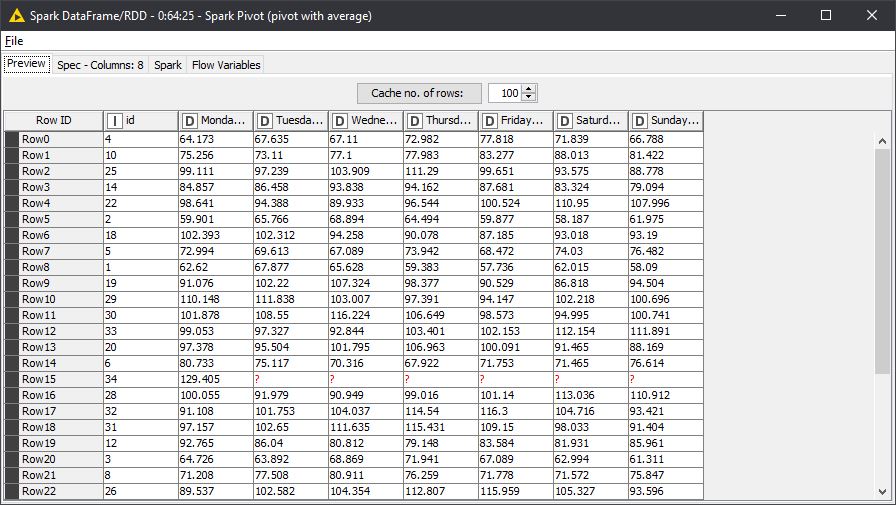 Spark DataFrame/RDD - 0:64:25 - Spark Pivot (pivot with average)
File
Preview Spec - Columns: 8 Spark Flow Variables
Cache no. of rows: 100
Row ID I id D Monda... D Tuesda... D Wedne... D Thursd... D Friday... D Saturd... D Sunday...
Row0 4 64.173 67.635 67.11 72.982 77.818 71.839 66.788
Row1 10 75.256 73.11 77.1 77.983 83.277 88.013 81.422
Row2 25 99.111 97.239 103.909 111.29 99.651 93.575 88.778
Row3 14 84.857 86.458 93.838 94.162 87.681 83.324 79.094
Row4 22 98.641 94.388 89.933 96.544 100.524 110.95 107.996
Row5 2 59.901 65.766 68.894 64.494 59.877 58.187 61.975
Row6 18 102.393 102.312 94.258 90.078 87.185 93.018 93.19
Row7 5 72.994 69.613 67.089 73.942 68.472 74.03 76.482
Row8 1 62.62 67.877 65.628 59.383 57.736 62.015 58.09
Row9 19 91.076 102.22 107.324 98.377 90.529 86.818 94.504
Row10 29 110.148 111.838 103.007 97.391 94.147 102.218 100.696
Row11 30 101.878 108.55 116.224 106.649 98.573 94.995 100.741
Row12 33 99.053 97.327 92.844 103.401 102.153 112.154 111.891
Row13 20 97.378 95.504 101.795 106.963 100.091 91.465 88.169
Row14 6 80.733 75.117 70.316 67.922 71.753 71.465 76.614
Row15 34 129.405 ? ? ? ? ? ?
Row16 28 100.055 91.979 90.949 99.016 101.14 113.036 110.912
Row17 32 91.108 101.753 104.037 114.54 116.3 104.716 93.421
Row18 31 97.157 102.65 111.635 115.431 109.15 98.033 91.404
Row19 12 92.765 86.04 80.812 79.148 83.584 81.931 85.961
Row20 3 64.726 63.892 68.869 71.941 67.089 62.994 61.311
Row21 8 71.208 77.508 80.911 76.259 71.778 71.572 75.847
Row22 26 89.537 102.582 104.354 112.807 115.959 105.327 93.596